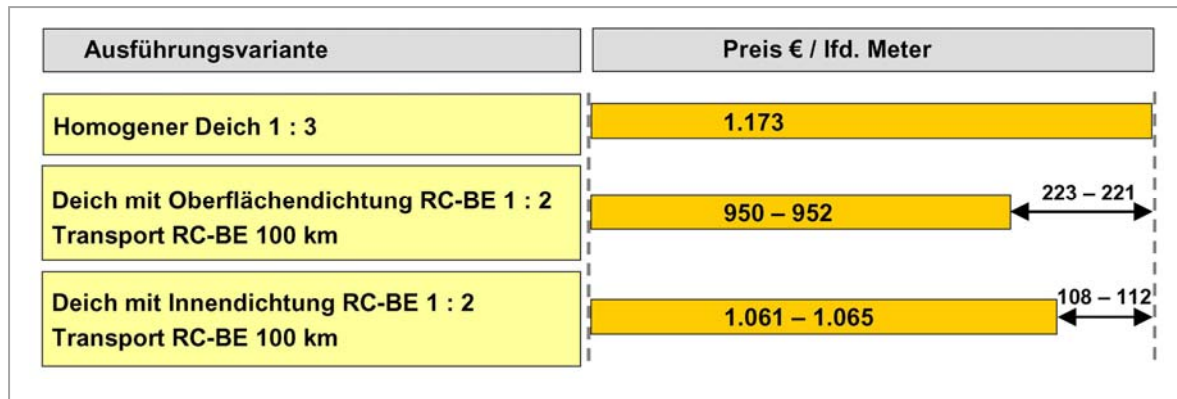 Ausführungsvariante
Preis € / lfd. Meter
Homogener Deich 1 : 3
1.173
Deich mit Oberflächendichtung RC-BE 1 : 2
Transport RC-BE 100 km
950 – 952
223 – 221
Deich mit Innendichtung RC-BE 1 : 2
Transport RC-BE 100 km
1.061 – 1.065
108 – 112